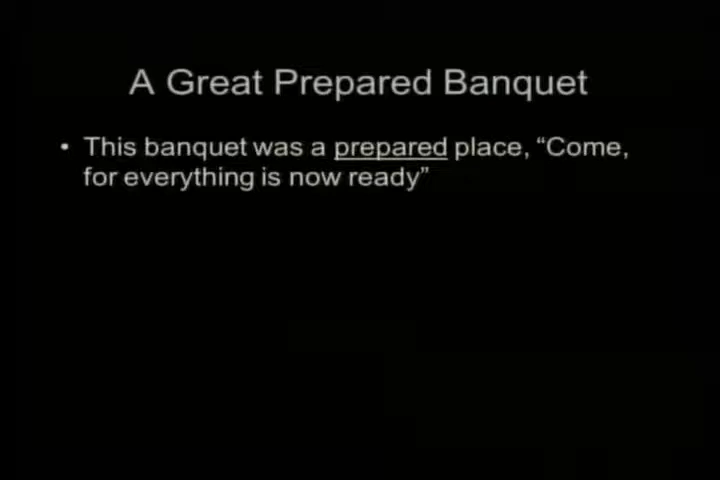 A Great Prepared Banquet
• This banquet was a prepared place, “Come,
for everything is now ready”